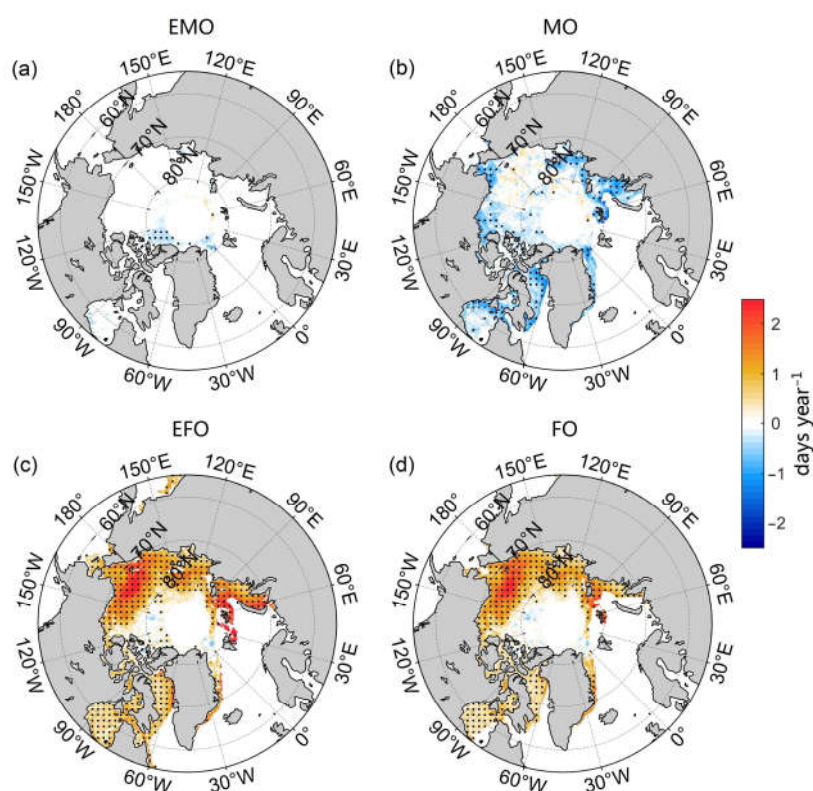 EMO
MO
(a)
(b)
180°
150°E
120°E
90°E
60°E
30°E
0°
30°W
60°W
90°W
120°W
150°W
60°N
70°N
80°N
180°
150°E
120°E
90°E
60°E
30°E
0°
30°W
60°W
90°W
120°W
150°W
60°N
70°N
80°N
2
1
0
−1
−2
days year⁻¹
EFO
FO
(c)
(d)
180°
150°E
120°E
90°E
60°E
30°E
0°
30°W
60°W
90°W
120°W
150°W
60°N
70°N
80°N
180°
150°E
120°E
90°E
60°E
30°E
0°
30°W
60°W
90°W
120°W
150°W
60°N
70°N
80°N